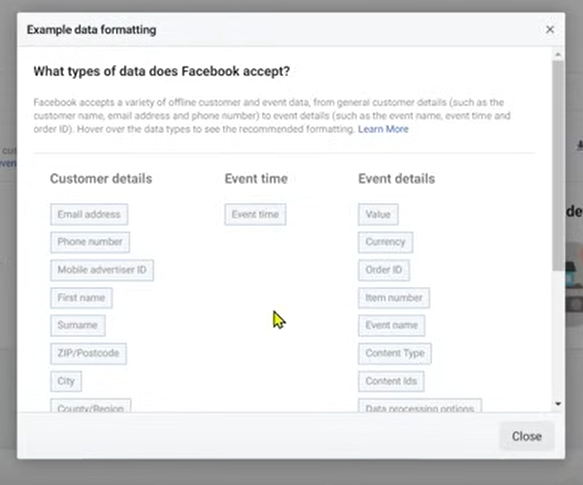 Example data formatting
What types of data does Facebook accept?
Facebook accepts a variety of offline customer and event data, from general customer details (such as the
customer name, email address and phone number) to event details (such as the event name, event time and
order ID). Hover over the data types to see the recommended formatting. Learn More
Customer details Event time Event details
Email address Event time Value
Phone number Currency
Mobile advertiser ID Order ID
First name Item number
Surname Event name
ZIP/Postcode Content Type
City Content Ids
County/Region Data processing options
Close